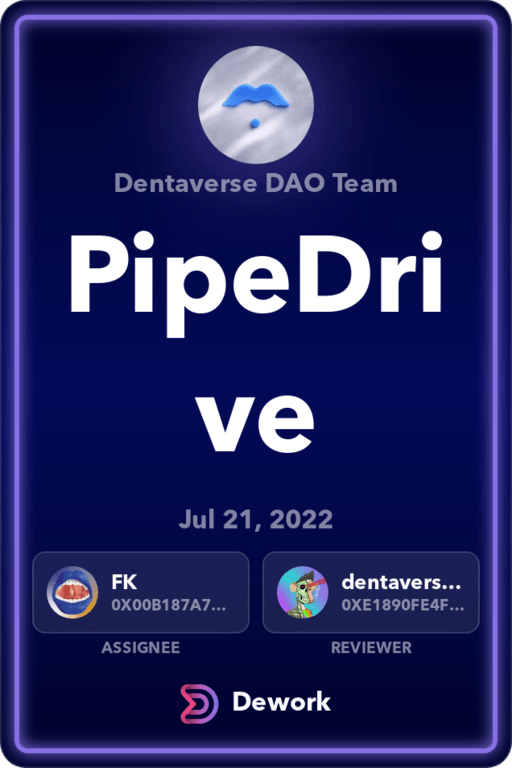 Dentaverse DAO Team
PipeDri
ve
Jul 21, 2022
FK
0X00B187A7...
ASSIGNEE
dentavers...
0XE1890FE4F...
REVIEWER
Dework